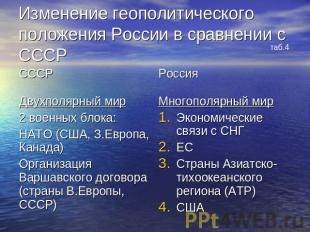 Изменение геополитического
положения России в сравнении с
СССР
таб.4
СССР
Двухполярный мир
2 военных блока:
НАТО (США, З.Европа,
Канада)
Организация
Варшавского договора
(страны В.Европы,
СССР)
Россия
Многополярный мир
1. Экономические
связи с СНГ
2. ЕС
3. Страны Азиатско-
тихоокеанского
региона (АТР)
4. США
PPt4WEB.ru